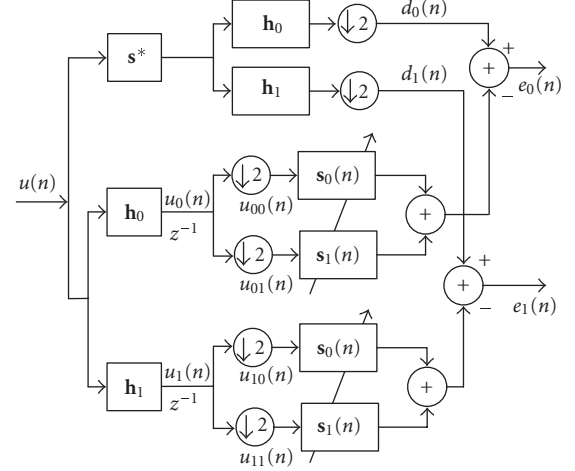 d₀(n)
h₀
↓2
+
s*
+
e₀(n)
−
d₁(n)
h₁
↓2
u(n)
↓2
s₀(n)
u₀(n)
u₀₀(n)
h₀
+
z⁻¹
↓2
s₁(n)
u₀₁(n)
+
+
e₁(n)
−
↓2
s₀(n)
u₁(n)
u₁₀(n)
h₁
+
z⁻¹
↓2
s₁(n)
u₁₁(n)